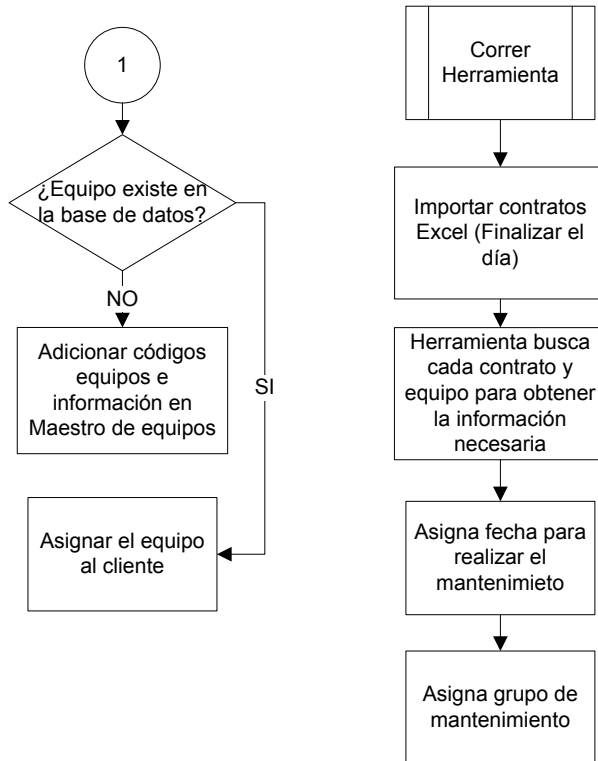 1
¿Equipo existe en
la base de datos?
NO
SI
Adicionar códigos
equipos e
información en
Maestro de equipos
Asignar el equipo
al cliente
Correr
Herramienta
Importar contratos
Excel (Finalizar el
día)
Herramienta busca
cada contrato y
equipo para obtener
la información
necesaria
Asigna fecha para
realizar el
mantenimieto
Asigna grupo de
mantenimiento